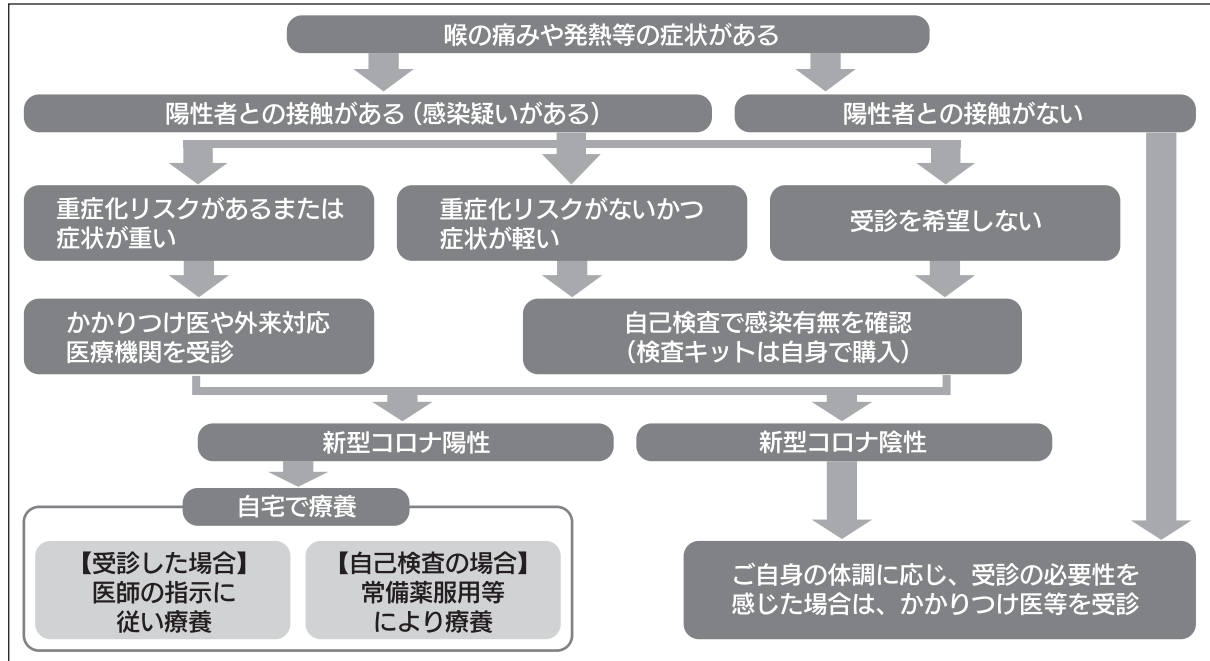 喉の痛みや発熱等の症状がある
陽性者との接触がある（感染疑いがある）
陽性者との接触がない
重症化リスクがあるまたは
症状が重い
重症化リスクがないかつ
症状が軽い
受診を希望しない
かかりつけ医や外来対応
医療機関を受診
自己検査で感染有無を確認
（検査キットは自身で購入）
新型コロナ陽性
新型コロナ陰性
自宅で療養
【受診した場合】
医師の指示に
従い療養
【自己検査の場合】
常備薬服用等
により療養
ご自身の体調に応じ、受診の必要性を
感じた場合は、かかりつけ医等を受診